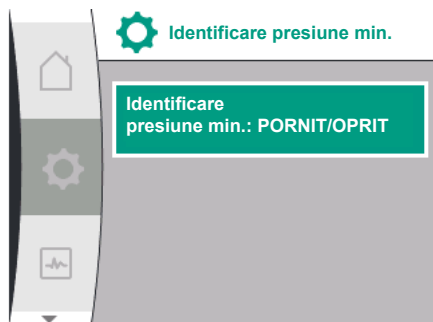 Identificare presiune min.
Identificare
presiune min.: PORNIT/OPRIT